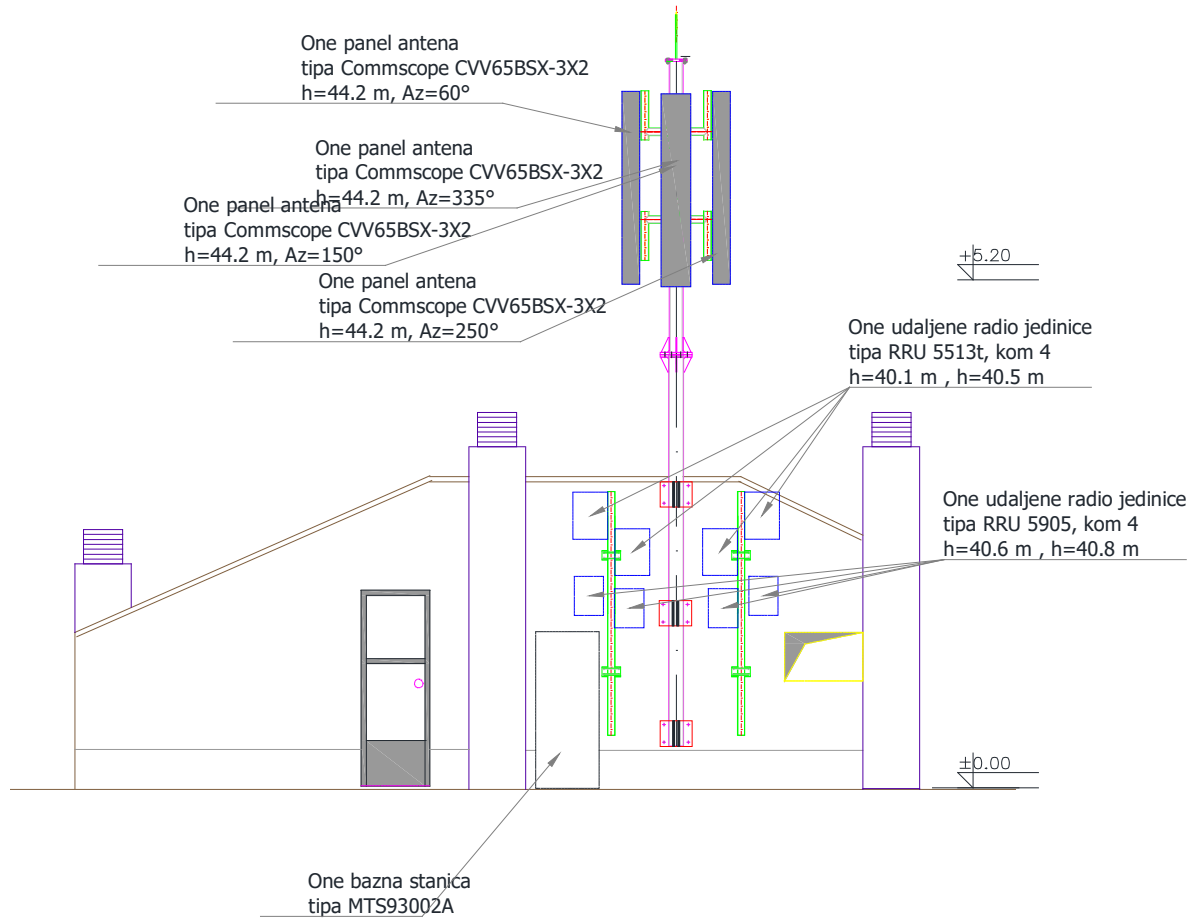 One panel antena
tipa Commscope CVV65BSX-3X2
h=44.2 m, Az=60°
One panel antena
tipa Commscope CVV65BSX-3X2
h=44.2 m, Az=335°
One panel antena
tipa Commscope CVV65BSX-3X2
h=44.2 m, Az=150°
One panel antena
tipa Commscope CVV65BSX-3X2
h=44.2 m, Az=250°
+5.20
One udaljene radio jedinice
tipa RRU 5513t, kom 4
h=40.1 m , h=40.5 m
One udaljene radio jedinice
tipa RRU 5905, kom 4
h=40.6 m , h=40.8 m
±0.00
One bazna stanica
tipa MTS93002A